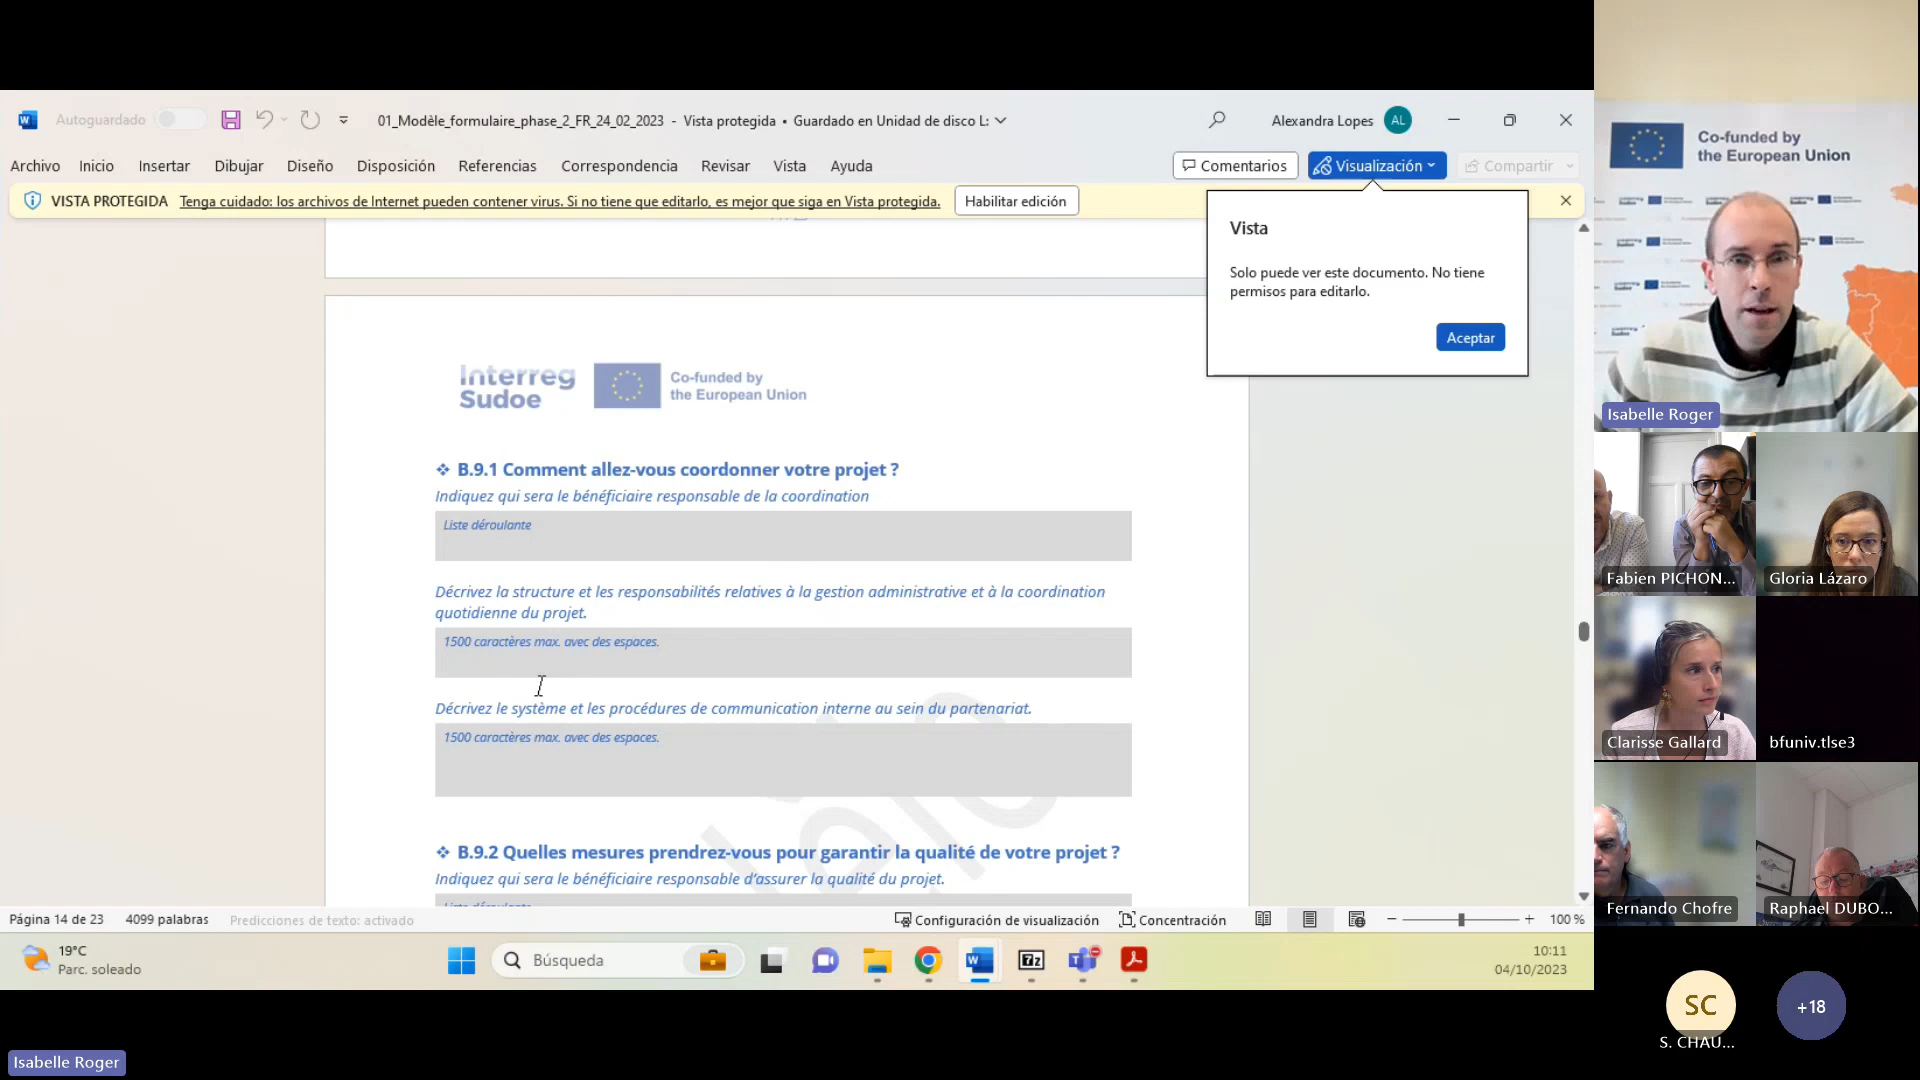 Autoguardado
01_Modèle_formulaire_phase_2_FR_24_02_2023 - Vista protegida • Guardado en Unidad de disco L:
Alexandra Lopes
AL
Archivo Inicio Insertar Dibujar Diseño Disposición Referencias Correspondencia Revisar Vista Ayuda
Comentarios
Visualización
Compartir
VISTA PROTEGIDA Tenga cuidado: los archivos de Internet pueden contener virus. Si no tiene que editarlo, es mejor que siga en Vista protegida.
Habilitar edición
Vista
Solo puede ver este documento. No tiene
permisos para editarlo.
Aceptar
Interreg
Sudoe
Co-funded by
the European Union
❖ B.9.1 Comment allez-vous coordonner votre projet ?
Indiquez qui sera le bénéficiaire responsable de la coordination
Liste déroulante
Décrivez la structure et les responsabilités relatives à la gestion administrative et à la coordination
quotidienne du projet.
1500 caractères max. avec des espaces.
Décrivez le système et les procédures de communication interne au sein du partenariat.
1500 caractères max. avec des espaces.
❖ B.9.2 Quelles mesures prendrez-vous pour garantir la qualité de votre projet ?
Indiquez qui sera le bénéficiaire responsable d'assurer la qualité du projet.
Liste déroulante
Página 14 de 23
4099 palabras
Predicciones de texto: activado
Configuración de visualización
Concentración
100 %
19°C
Parc. soleado
Búsqueda
10:11
04/10/2023
Co-funded by
the European Union
Isabelle Roger
Fabien PICHON...
Gloria Lázaro
Clarisse Gallard
bfuniv.tlse3
Fernando Chofre
Raphael DUBO...
SC
S. CHAU...
+18
Isabelle Roger